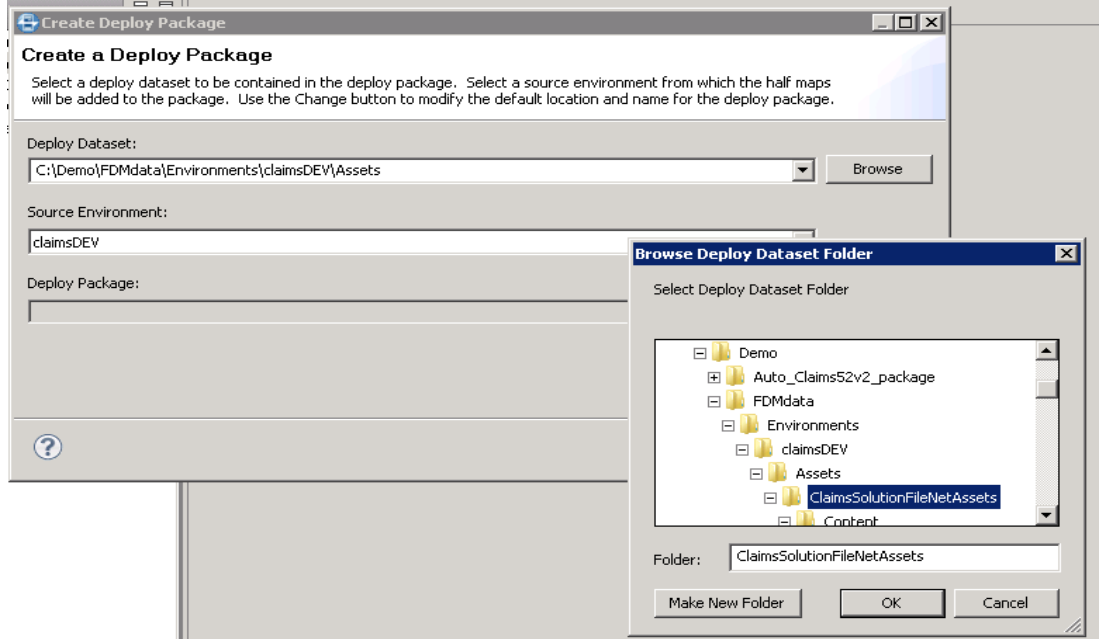 Create Deploy Package
Create a Deploy Package
Select a deploy dataset to be contained in the deploy package. Select a source environment from which the half maps
will be added to the package. Use the Change button to modify the default location and name for the deploy package.
Deploy Dataset:
C:\Demo\FDMdata\Environments\claimsDEV\Assets
Browse
Source Environment:
claimsDEV
Deploy Package:
Browse Deploy Dataset Folder
Select Deploy Dataset Folder
Demo
Auto_Claims52v2_package
FDMdata
Environments
claimsDEV
Assets
ClaimsSolutionFileNetAssets
Content
Folder:
ClaimsSolutionFileNetAssets
Make New Folder
OK
Cancel